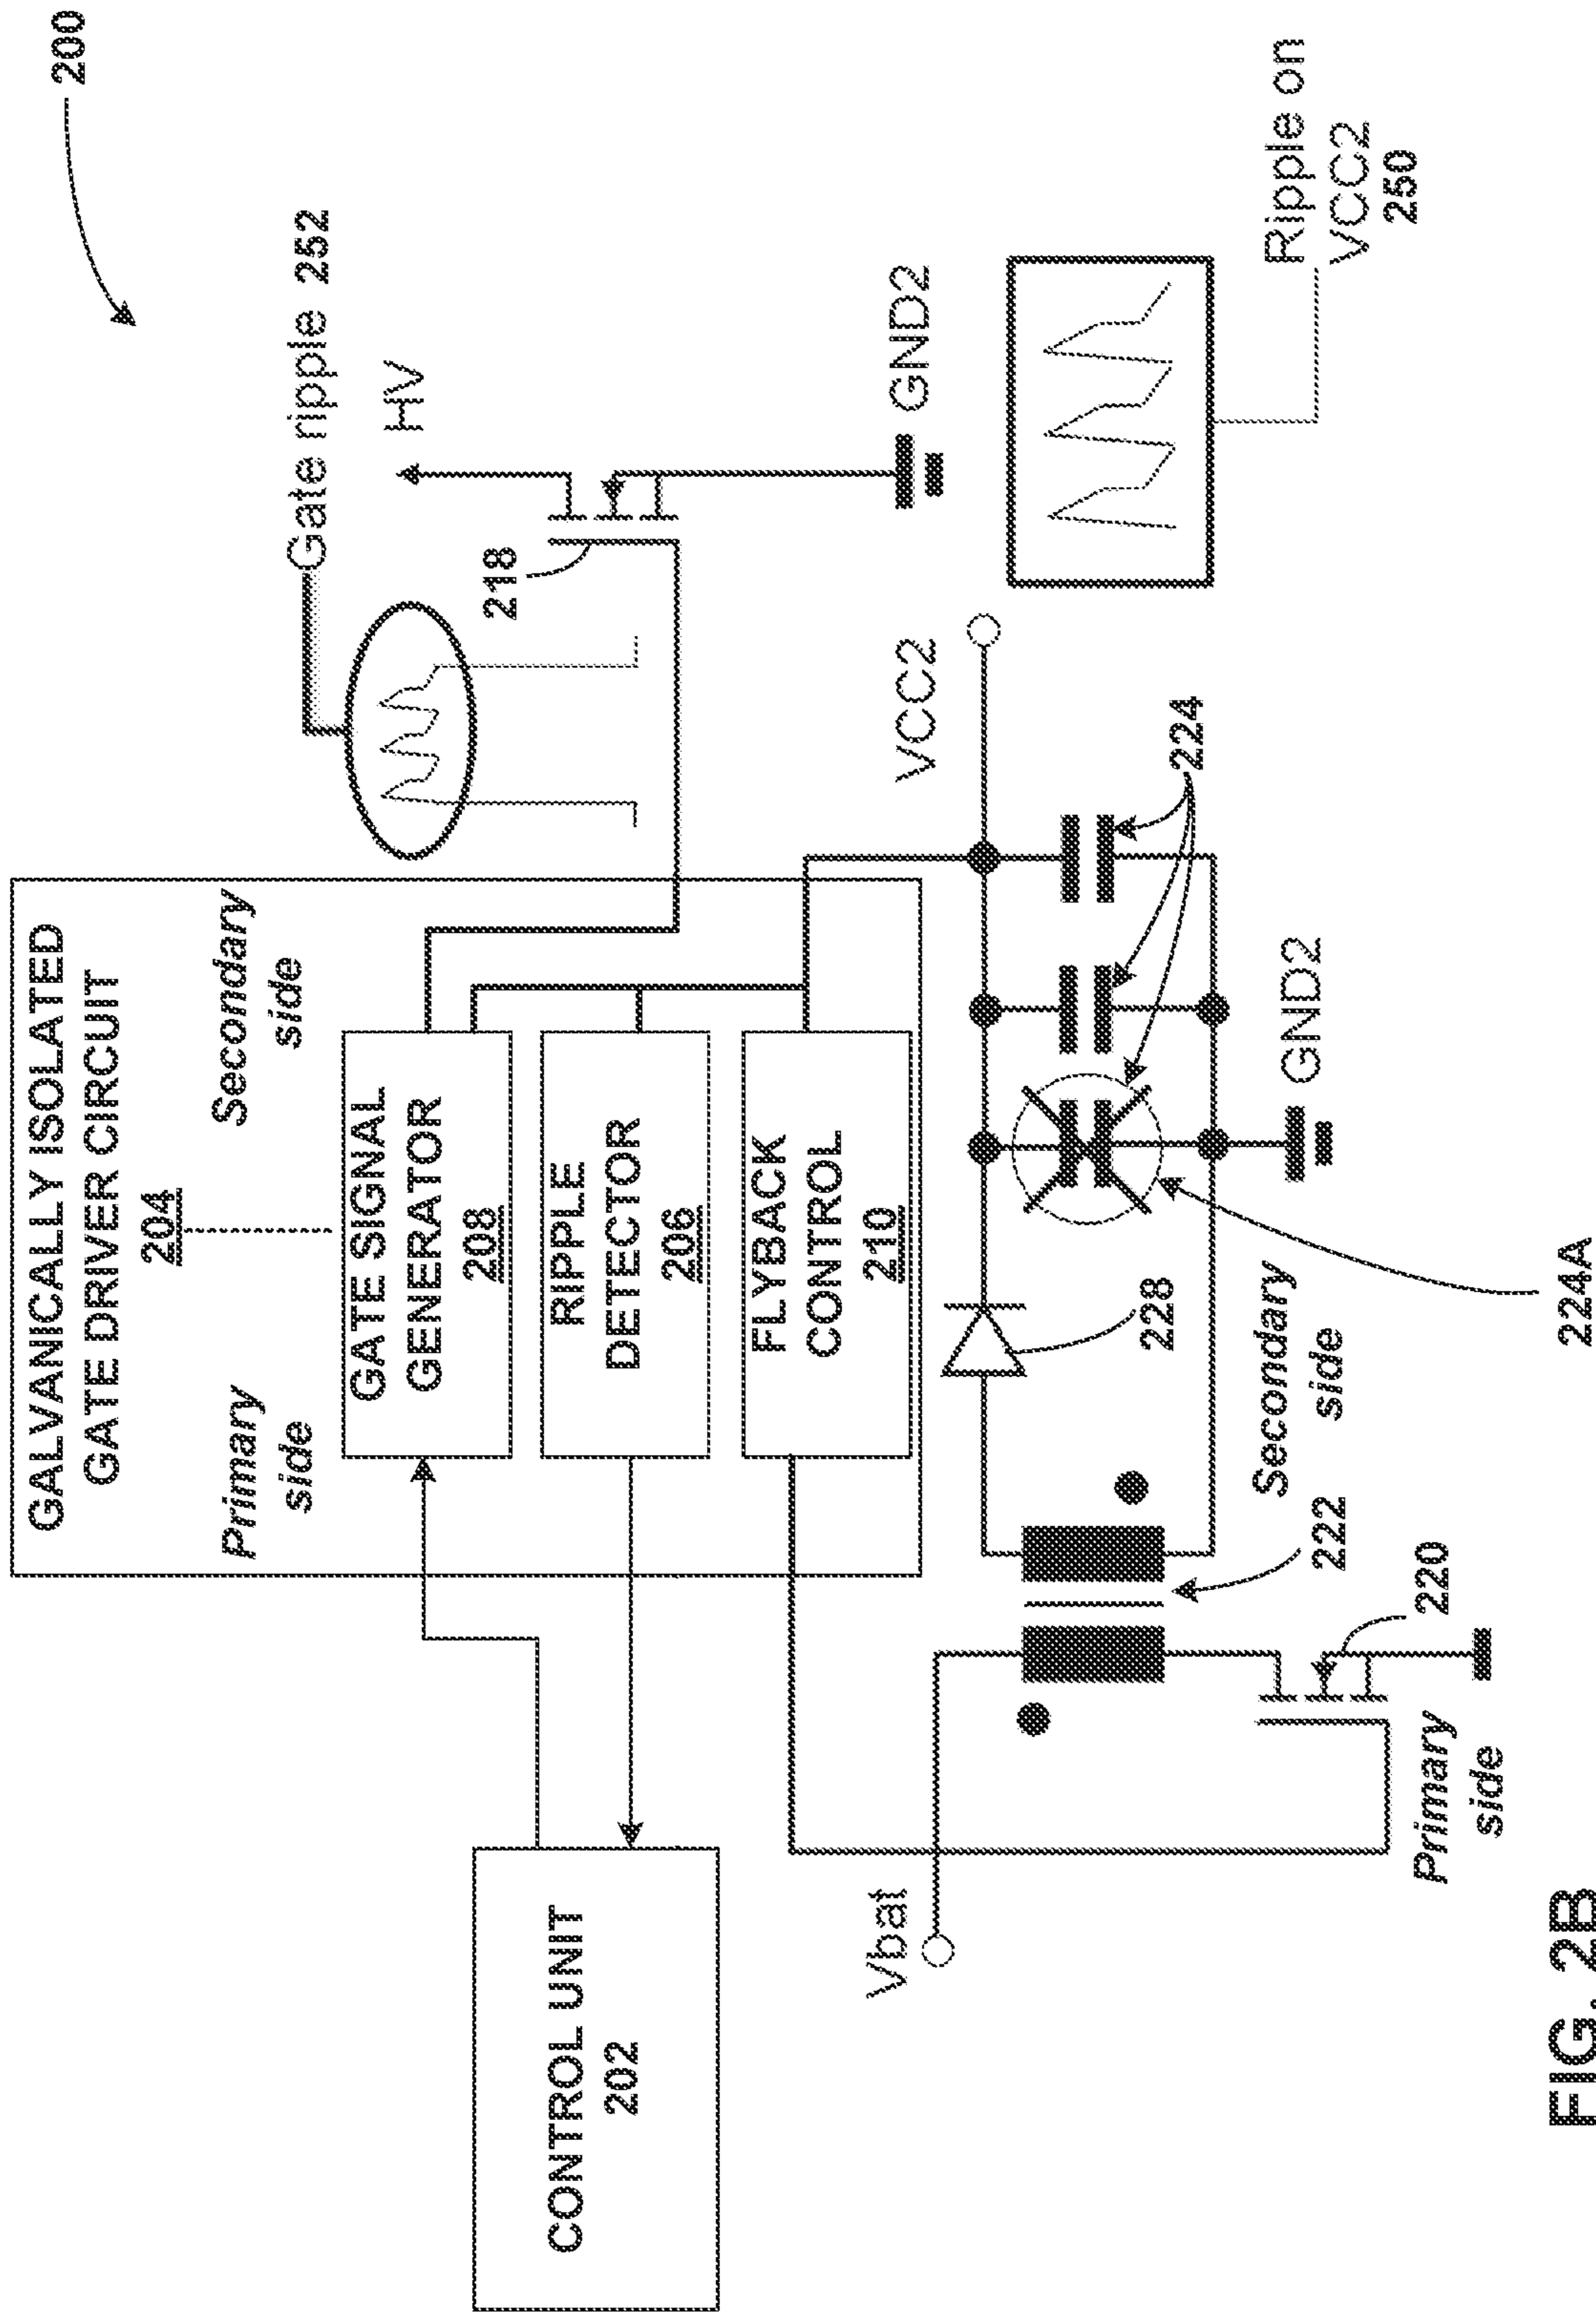 200
Gate ripple 252
HV
218
GND2
GALVANICALLY ISOLATED
GATE DRIVER CIRCUIT
204
Primary
side
Secondary
side
GATE SIGNAL
GENERATOR
208
RIPPLE
DETECTOR
206
FLYBACK
CONTROL
210
CONTROL UNIT
202
Vbat
VCC2
228
224
Ripple on
VCC2
250
GND2
Secondary
side
222
220
Primary
side
224A
FIG. 2B